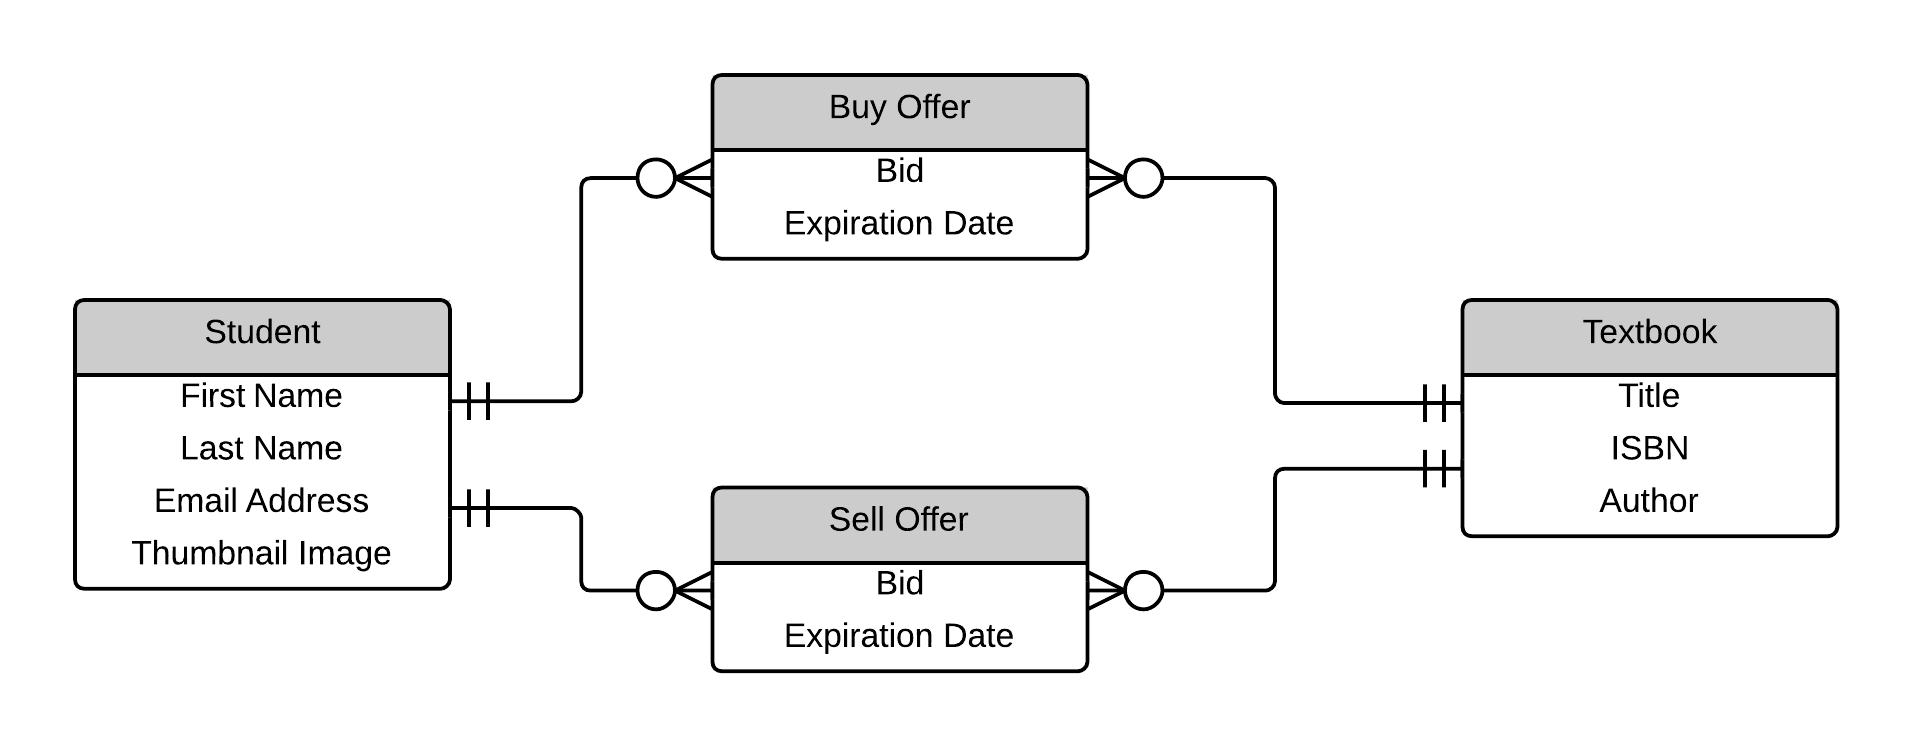 Buy Offer
Bid
Expiration Date
Student
First Name
Last Name
Email Address
Thumbnail Image
Sell Offer
Bid
Expiration Date
Textbook
Title
ISBN
Author